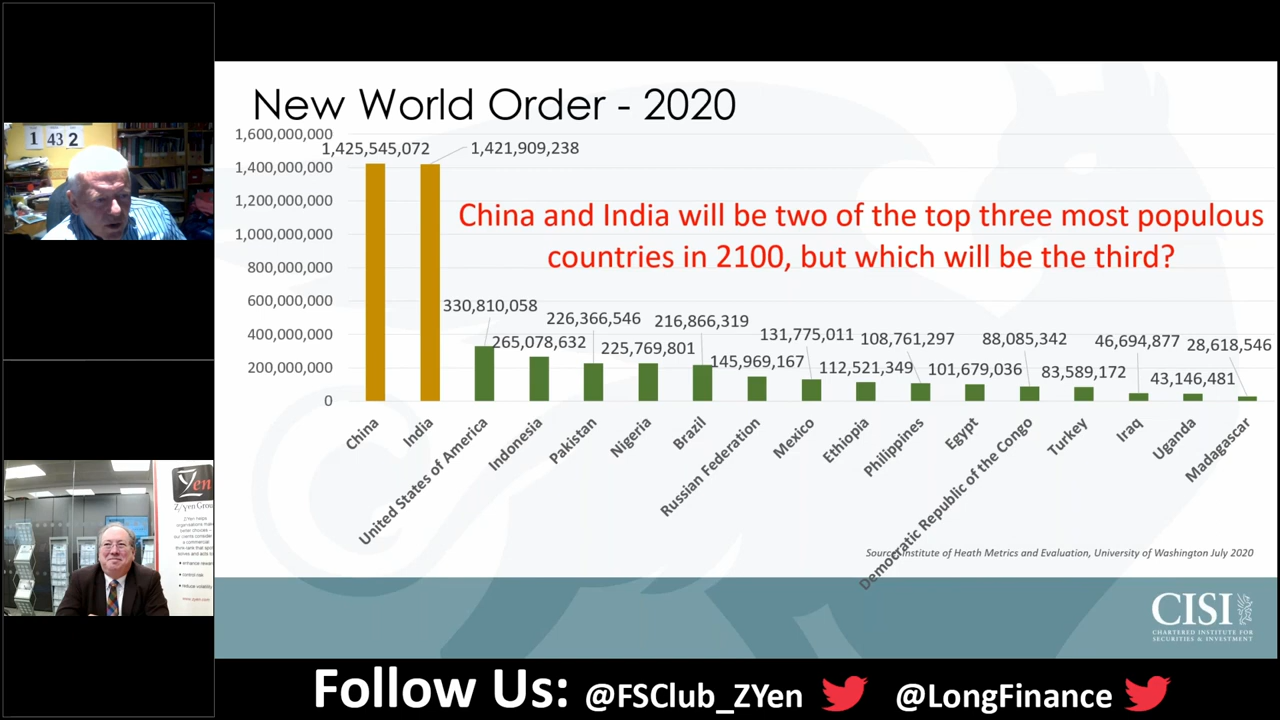 New World Order - 2020
1,600,000,000
1,400,000,000
1,200,000,000
1,000,000,000
800,000,000
600,000,000
400,000,000
200,000,000
0
1,425,545,072
1,421,909,238
China and India will be two of the top three most populous
countries in 2100, but which will be the third?
330,810,058
265,078,632
226,366,546
225,769,801
216,866,319
145,969,167
131,775,011
112,521,349
108,761,297
101,679,036
88,085,342
83,589,172
46,694,877
43,146,481
28,618,546
China
India
United States of America
Indonesia
Pakistan
Nigeria
Brazil
Russian Federation
Mexico
Ethiopia
Philippines
Egypt
Democratic Republic of the Congo
Turkey
Iraq
Uganda
Madagascar
Source: Institute of Heath Metrics and Evaluation, University of Washington July 2020
CISI
CHARTERED INSTITUTE FOR
SECURITIES & INVESTMENT
1 43 2
Zyen
Z/Yen Grou
Follow Us: @FSClub_ZYen @LongFinance